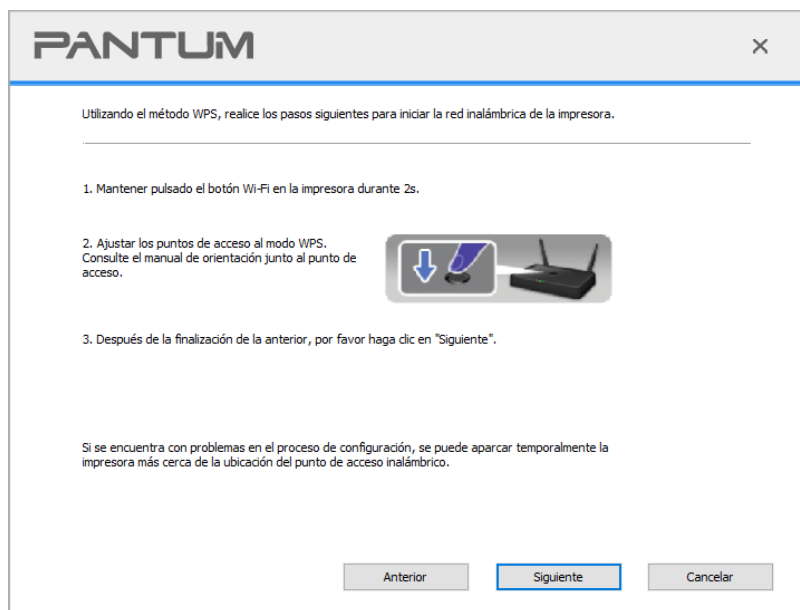 PANTUM
Utilizando el método WPS, realice los pasos siguientes para iniciar la red inalámbrica de la impresora.
1. Mantener pulsado el botón Wi-Fi en la impresora durante 2s.
2. Ajustar los puntos de acceso al modo WPS.
Consulte el manual de orientación junto al punto de
acceso.
3. Después de la finalización de la anterior, por favor haga clic en "Siguiente".
Si se encuentra con problemas en el proceso de configuración, se puede aparcar temporalmente la
impresora más cerca de la ubicación del punto de acceso inalámbrico.
Anterior
Siguiente
Cancelar